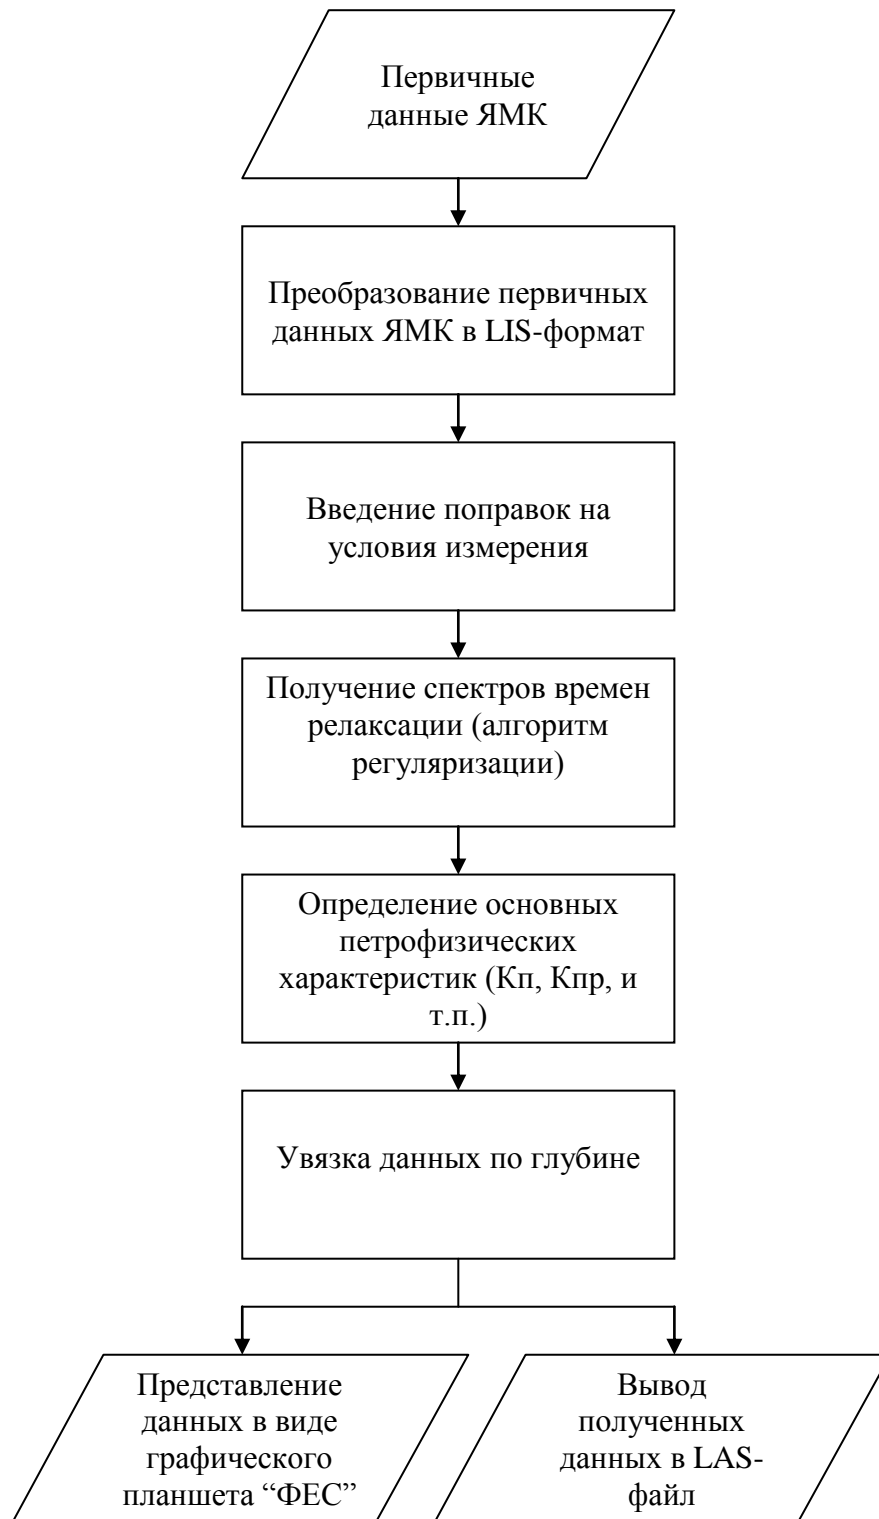 Первичные
данные ЯМК
Преобразование первичных
данных ЯМК в LIS-формат
Введение поправок на
условия измерения
Получение спектров времен
релаксации (алгоритм
регуляризации)
Определение основных
петрофизических
характеристик (Кп, Кпр, и
т.п.)
Увязка данных по глубине
Представление
данных в виде
графического
планшета “ФЕС”
Вывод
полученных
данных в LAS-
файл